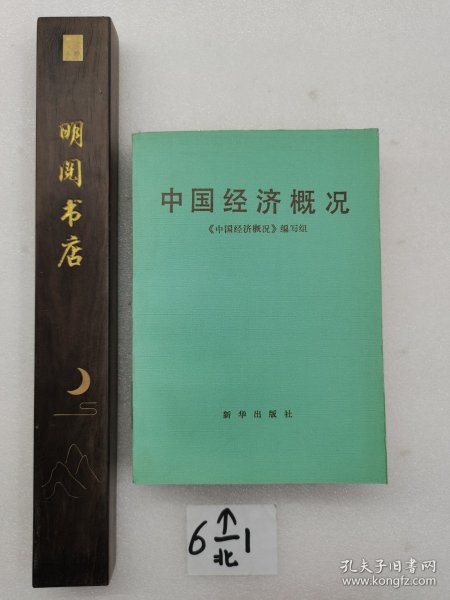 明阅书店
中国经济概况
《中国经济概况》编写组
新华出版社
6↑1
北
孔夫子旧书网
www.kongfz.com